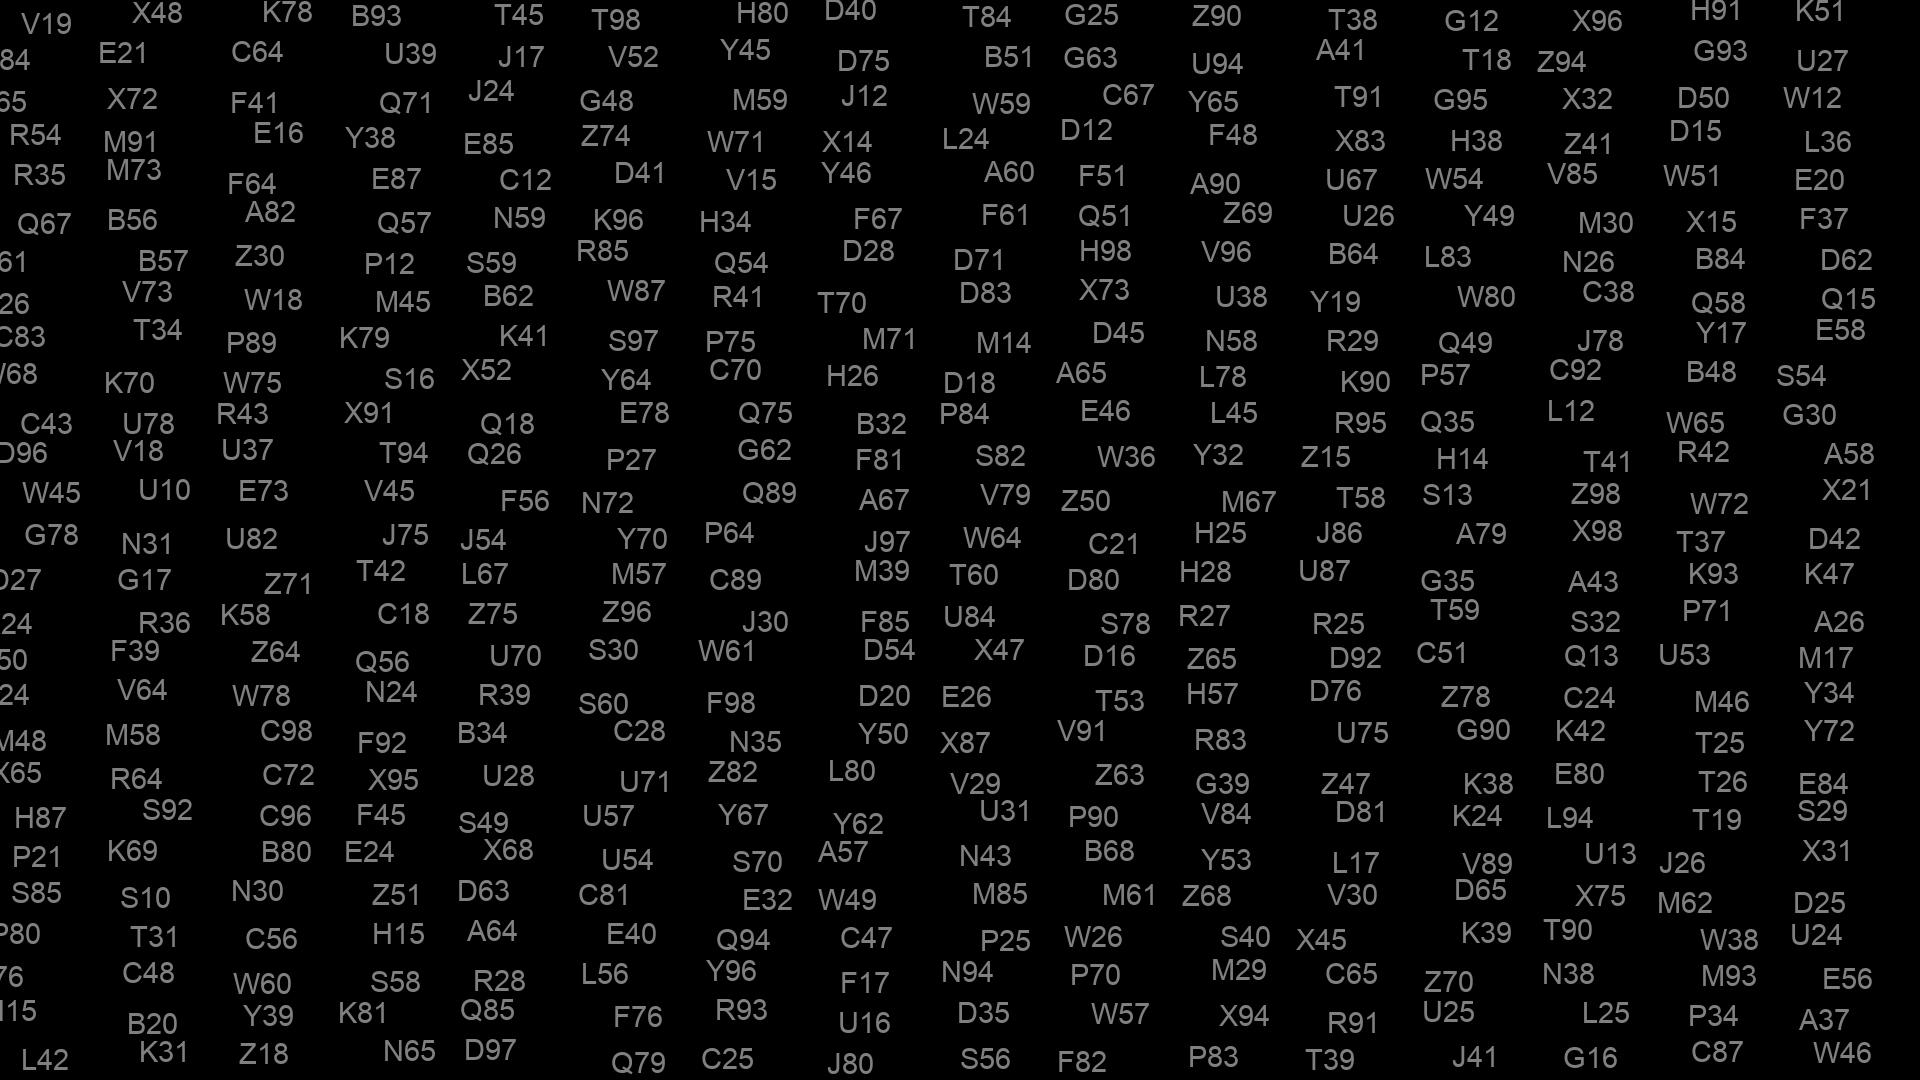 V19 X48 K78 B93 T45 T98 H80 D40 T84 G25 Z90 T38 G12 X96 H91 K51
84 E21 C64 U39 J17 V52 Y45 D75 B51 G63 U94 A41 T18 Z94 G93 U27
65 X72 F41 Q71 J24 G48 M59 J12 W59 C67 Y65 T91 G95 X32 D50 W12
R54 M91 E16 Y38 E85 Z74 W71 X14 L24 D12 F48 X83 H38 Z41 D15 L36
R35 M73 F64 E87 C12 D41 V15 Y46 A60 F51 A90 U67 W54 V85 W51 E20
Q67 B56 A82 Q57 N59 K96 H34 F67 F61 Q51 Z69 U26 Y49 M30 X15 F37
61 B57 Z30 P12 S59 R85 Q54 D28 D71 H98 V96 B64 L83 N26 B84 D62
26 V73 W18 M45 B62 W87 R41 T70 D83 X73 U38 Y19 W80 C38 Q58 Q15
C83 T34 P89 K79 K41 S97 P75 M71 M14 D45 N58 R29 Q49 J78 Y17 E58
68 K70 W75 S16 X52 Y64 C70 H26 D18 A65 L78 K90 P57 C92 B48 S54
C43 U78 R43 X91 Q18 E78 Q75 B32 P84 E46 L45 R95 Q35 L12 W65 G30
D96 V18 U37 T94 Q26 P27 G62 F81 S82 W36 Y32 Z15 H14 T41 R42 A58
W45 U10 E73 V45 F56 N72 Q89 A67 V79 Z50 M67 T58 S13 Z98 W72 X21
G78 N31 U82 J75 J54 Y70 P64 J97 W64 C21 H25 J86 A79 X98 T37 D42
D27 G17 Z71 T42 L67 M57 C89 M39 T60 D80 H28 U87 G35 A43 K93 K47
24 R36 K58 C18 Z75 Z96 J30 F85 U84 S78 R27 R25 T59 S32 P71 A26
50 F39 Z64 Q56 U70 S30 W61 D54 X47 D16 Z65 D92 C51 Q13 U53 M17
24 V64 W78 N24 R39 S60 F98 D20 E26 T53 H57 D76 Z78 C24 M46 Y34
M48 M58 C98 F92 B34 C28 N35 Y50 X87 V91 R83 U75 G90 K42 T25 Y72
X65 R64 C72 X95 U28 U71 Z82 L80 V29 Z63 G39 Z47 K38 E80 T26 E84
H87 S92 C96 F45 S49 U57 Y67 Y62 U31 P90 V84 D81 K24 L94 T19 S29
P21 K69 B80 E24 X68 U54 S70 A57 N43 B68 Y53 L17 V89 U13 J26 X31
S85 S10 N30 Z51 D63 C81 E32 W49 M85 M61 Z68 V30 D65 X75 M62 D25
P80 T31 C56 H15 A64 E40 Q94 C47 P25 W26 S40 X45 K39 T90 W38 U24
76 C48 W60 S58 R28 L56 Y96 F17 N94 P70 M29 C65 Z70 N38 M93 E56
15 B20 Y39 K81 Q85 F76 R93 U16 D35 W57 X94 R91 U25 L25 P34 A37
L42 K31 Z18 N65 D97 Q79 C25 J80 S56 F82 P83 T39 J41 G16 C87 W46